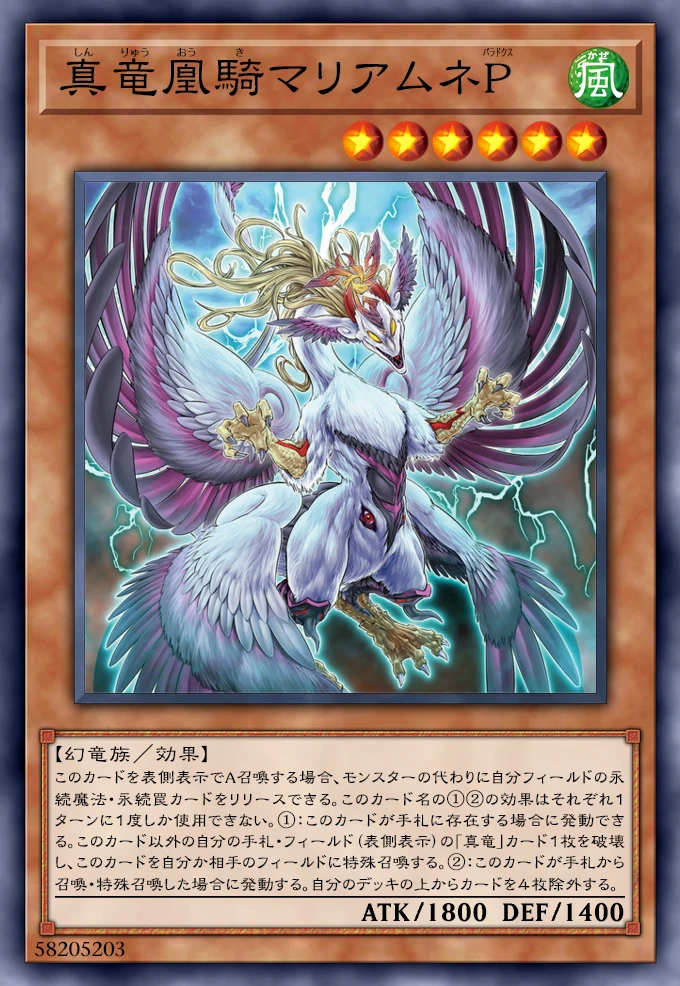 しんりゅうおうき パラドクス
真竜凰騎マリアムネP
かぜ
風
【幻竜族／効果】
このカードを表側表示でA召喚する場合、モンスターの代わりに自分フィールドの永
続魔法・永続罠カードをリリースできる。このカード名の①②の効果はそれぞれ1
ターンに1度しか使用できない。①：このカードが手札に存在する場合に発動でき
る。このカード以外の自分の手札・フィールド（表側表示）の「真竜」カード1枚を破壊
し、このカードを自分か相手のフィールドに特殊召喚する。②：このカードが手札から
召喚・特殊召喚した場合に発動する。自分のデッキの上からカードを4枚除外する。
ATK/1800 DEF/1400
58205203